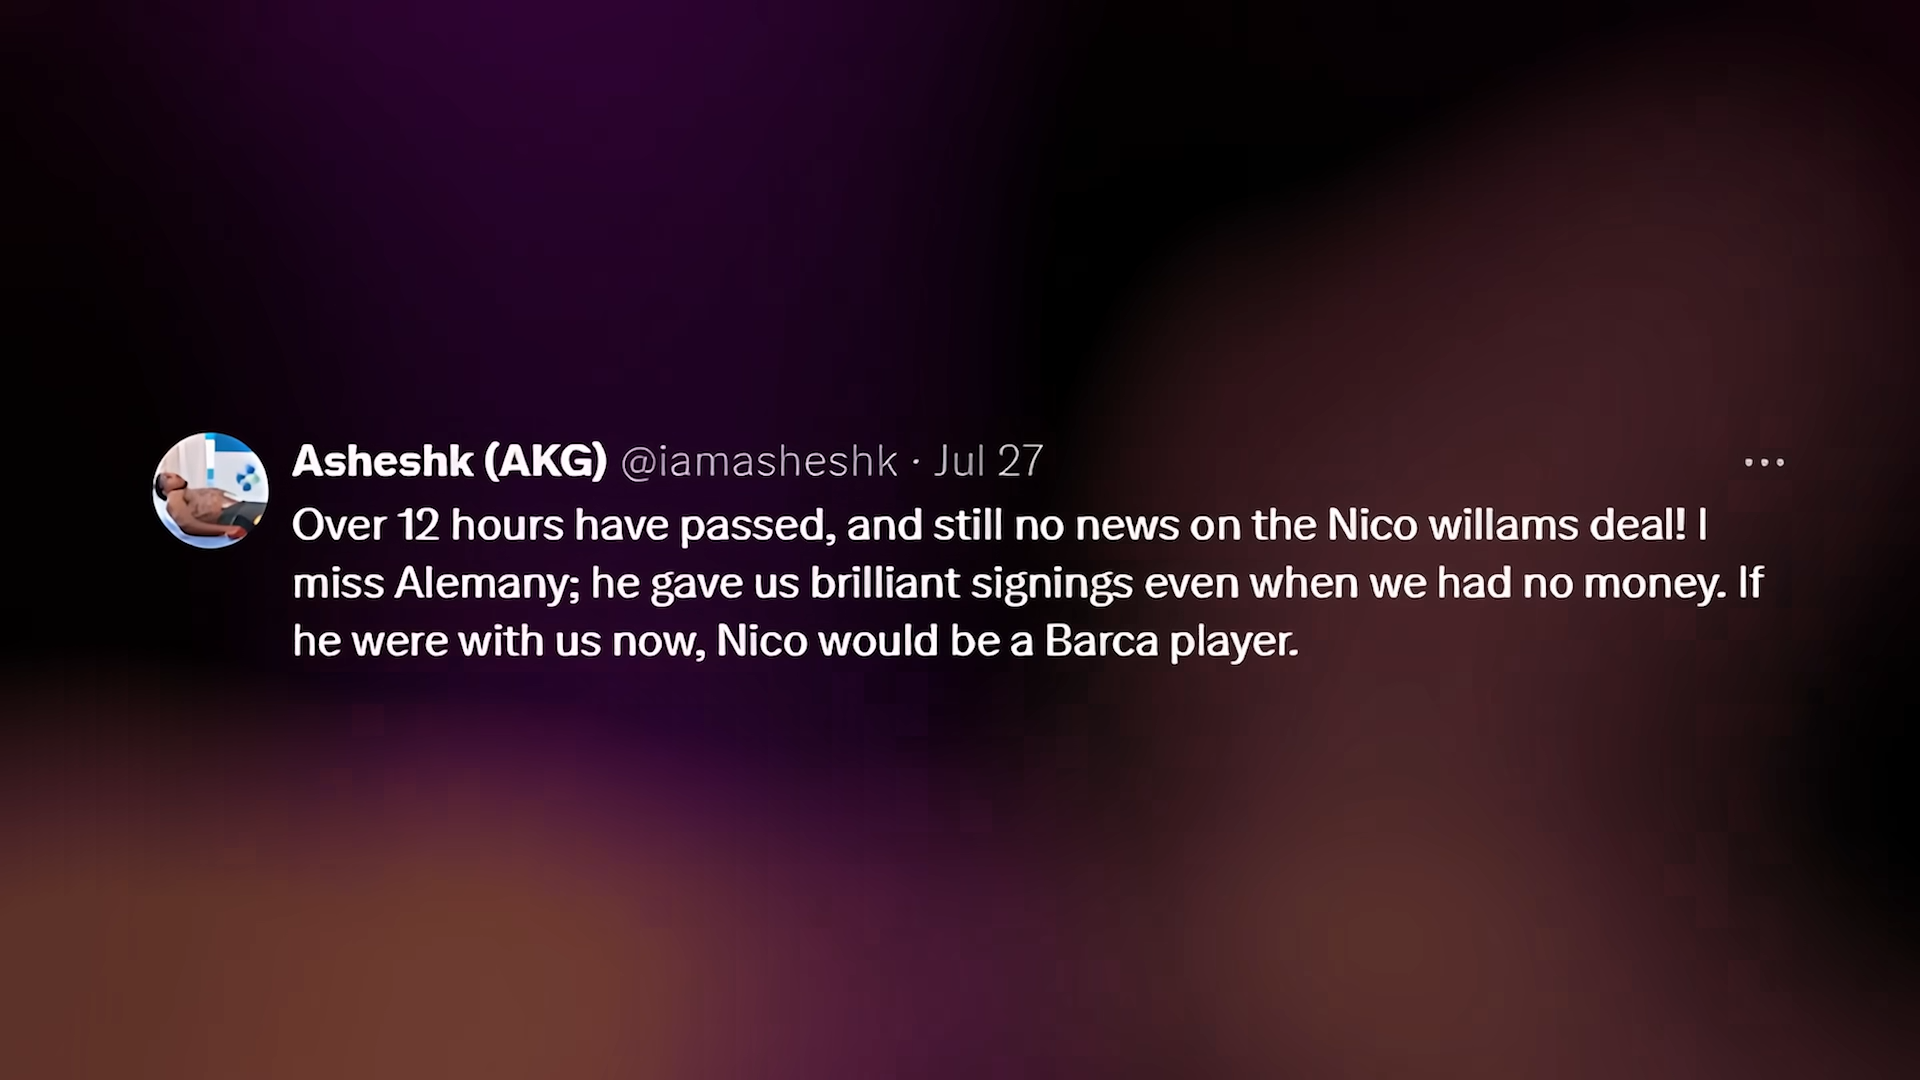 Asheshk (AKG) @iamasheshk · Jul 27
Over 12 hours have passed, and still no news on the Nico willams deal! I
miss Alemany; he gave us brilliant signings even when we had no money. If
he were with us now, Nico would be a Barca player.